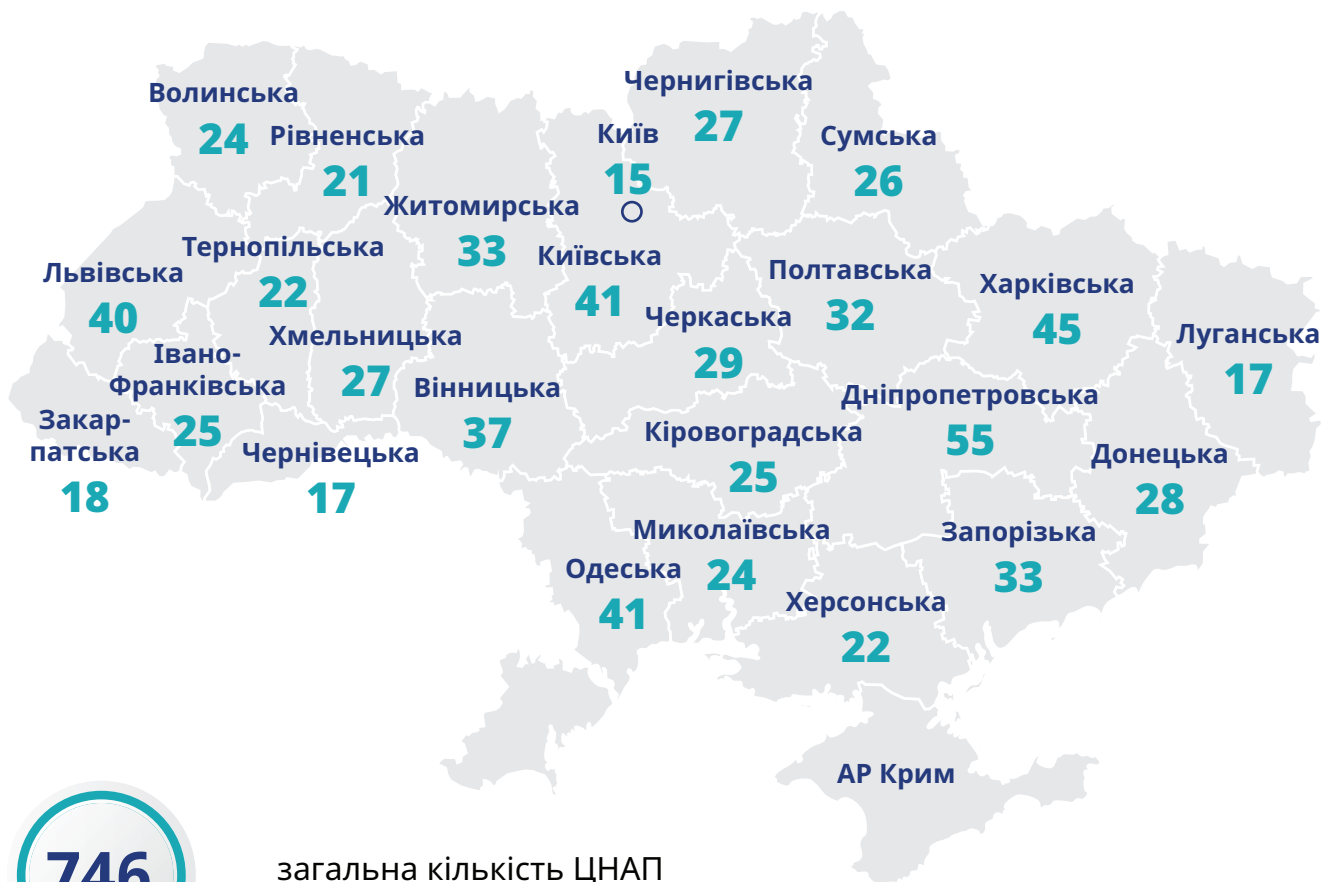 Волинська
24
Рівненська
21
Житомирська
33
Київ
15
Чернигівська
27
Сумська
26
Львівська
40
Тернопільська
22
Хмельницька
27
Київська
41
Черкаська
29
Полтавська
32
Харківська
45
Луганська
17
Івано-
Франківська
25
Закар-
патська
18
Чернівецька
17
Вінницька
37
Кіровоградська
25
Дніпропетровська
55
Донецька
28
Миколаївська
24
Одеська
41
Херсонська
22
Запорізька
33
АР Крим
746
загальна кількість ЦНАП